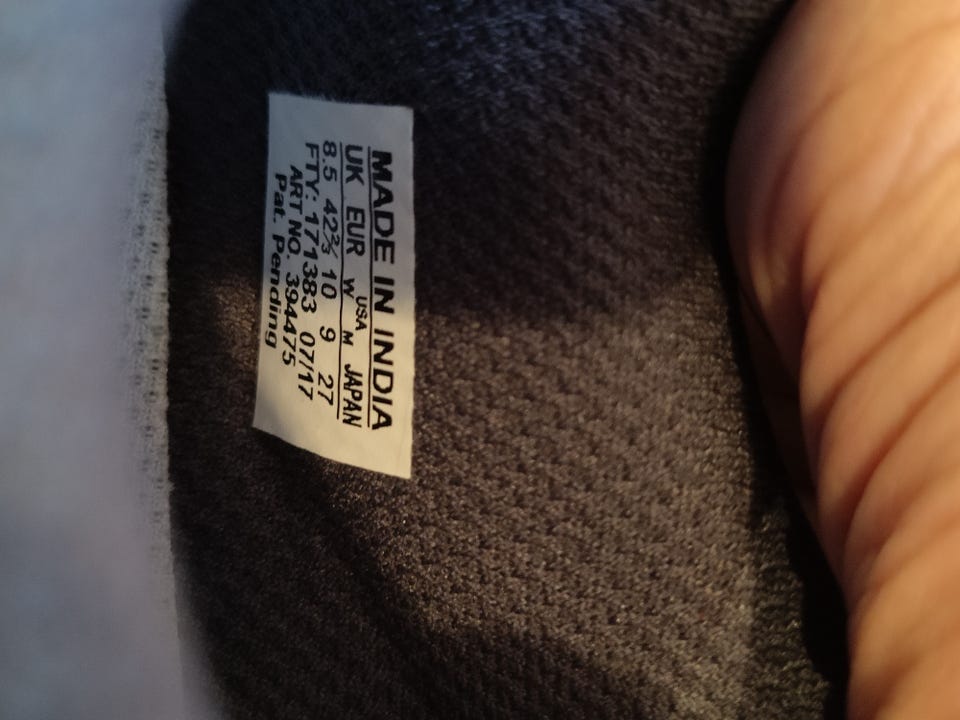 MADE IN INDIA
UK EUR USA JAPAN
W M
8.5 42⅔ 10 9 27
FTY: 171383 07/17
ART NO. 394475
Pat. Pending